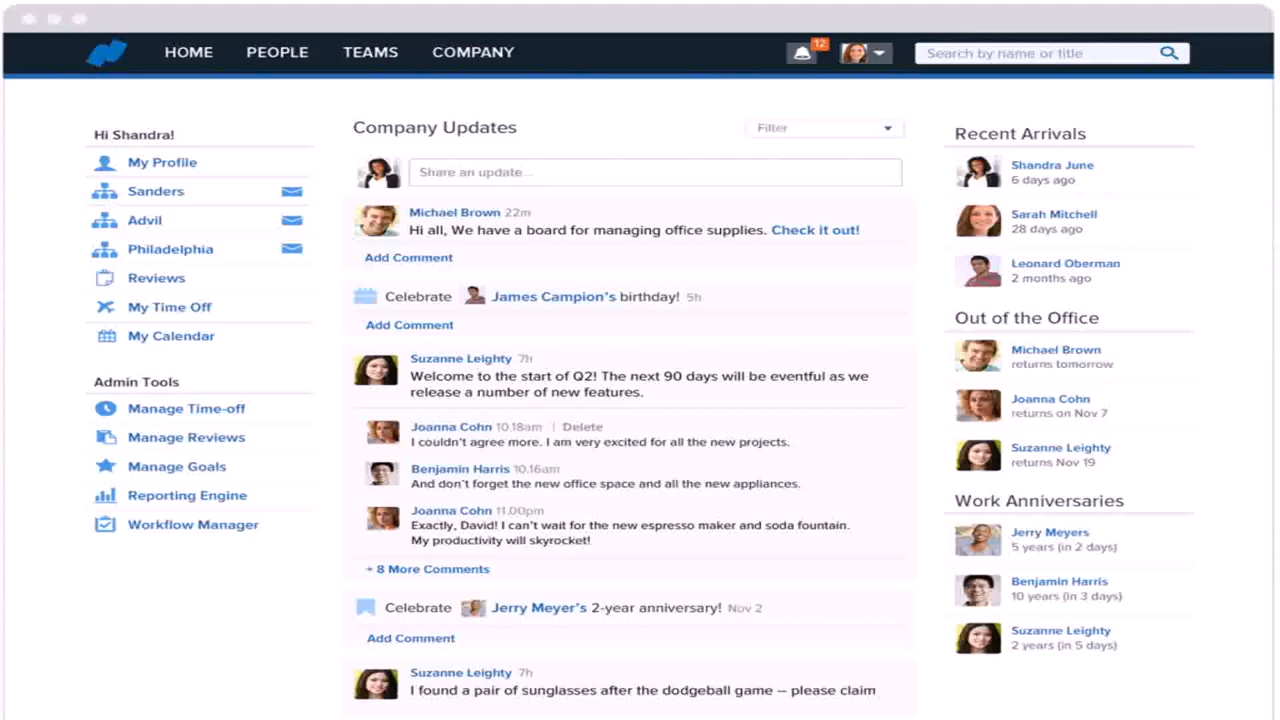 HOME PEOPLE TEAMS COMPANY 12 Search by name or title
Hi Shandra!
My Profile
Sanders
Advil
Philadelphia
Reviews
My Time Off
My Calendar
Admin Tools
Manage Time-off
Manage Reviews
Manage Goals
Reporting Engine
Workflow Manager
Company Updates Filter
Share an update...
Michael Brown 22m
Hi all, We have a board for managing office supplies. Check it out!
Add Comment
Celebrate James Campion's birthday! 5h
Add Comment
Suzanne Leighty 7h
Welcome to the start of Q2! The next 90 days will be eventful as we
release a number of new features.
Joanna Cohn 10.18am | Delete
I couldn't agree more. I am very excited for all the new projects.
Benjamin Harris 10.16am
And don't forget the new office space and all the new appliances.
Joanna Cohn 11.00pm
Exactly, David! I can't wait for the new espresso maker and soda fountain.
My productivity will skyrocket!
+ 8 More Comments
Celebrate Jerry Meyer's 2-year anniversary! Nov 2
Add Comment
Suzanne Leighty 7h
I found a pair of sunglasses after the dodgeball game – please claim
Recent Arrivals
Shandra June
6 days ago
Sarah Mitchell
28 days ago
Leonard Oberman
2 months ago
Out of the Office
Michael Brown
returns tomorrow
Joanna Cohn
returns on Nov 7
Suzanne Leighty
returns Nov 19
Work Anniversaries
Jerry Meyers
5 years (in 2 days)
Benjamin Harris
10 years (in 3 days)
Suzanne Leighty
2 years (in 5 days)